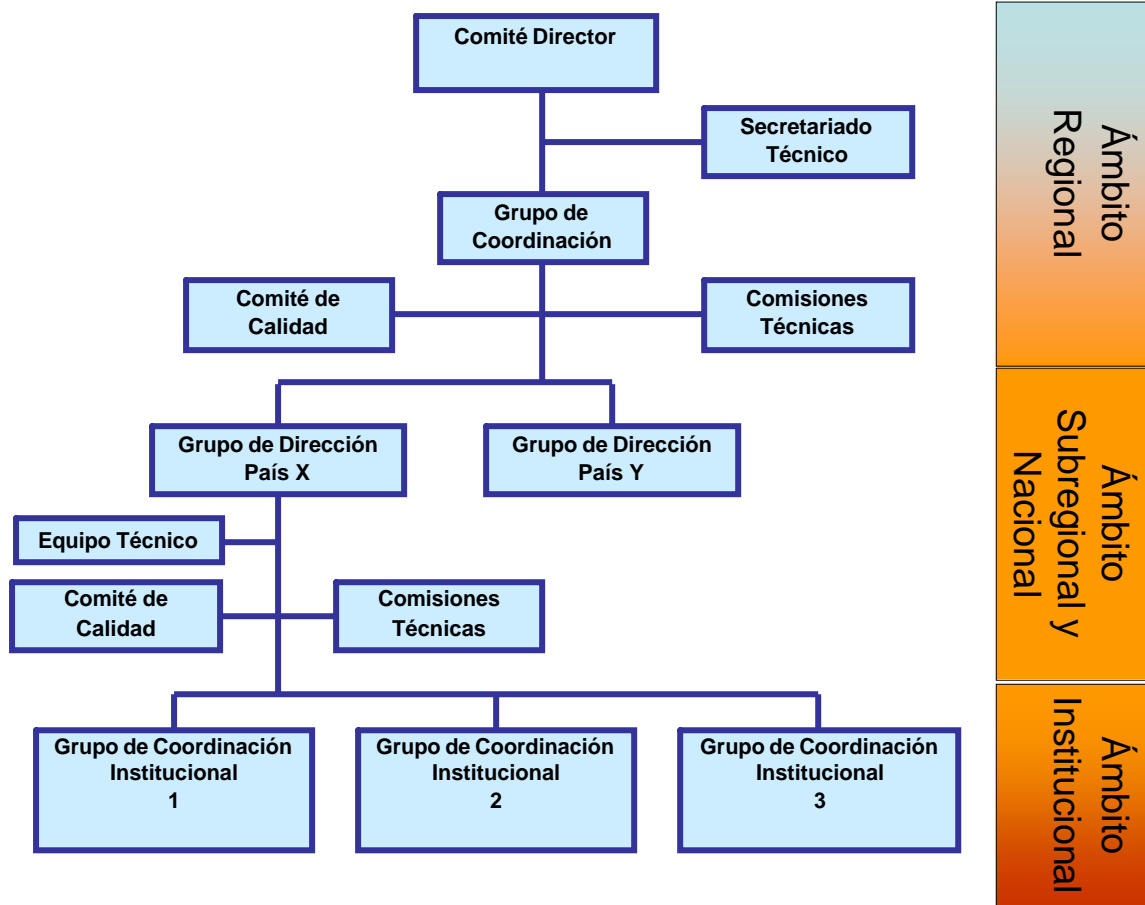 Comité Director
Secretariado
Técnico
Grupo de
Coordinación
Comité de
Calidad
Comisiones
Técnicas
Ámbito
Regional
Grupo de Dirección
País X
Grupo de Dirección
País Y
Equipo Técnico
Comité de
Calidad
Comisiones
Técnicas
Ámbito
Subregional y
Nacional
Grupo de Coordinación
Institucional
1
Grupo de Coordinación
Institucional
2
Grupo de Coordinación
Institucional
3
Ámbito
Institucional